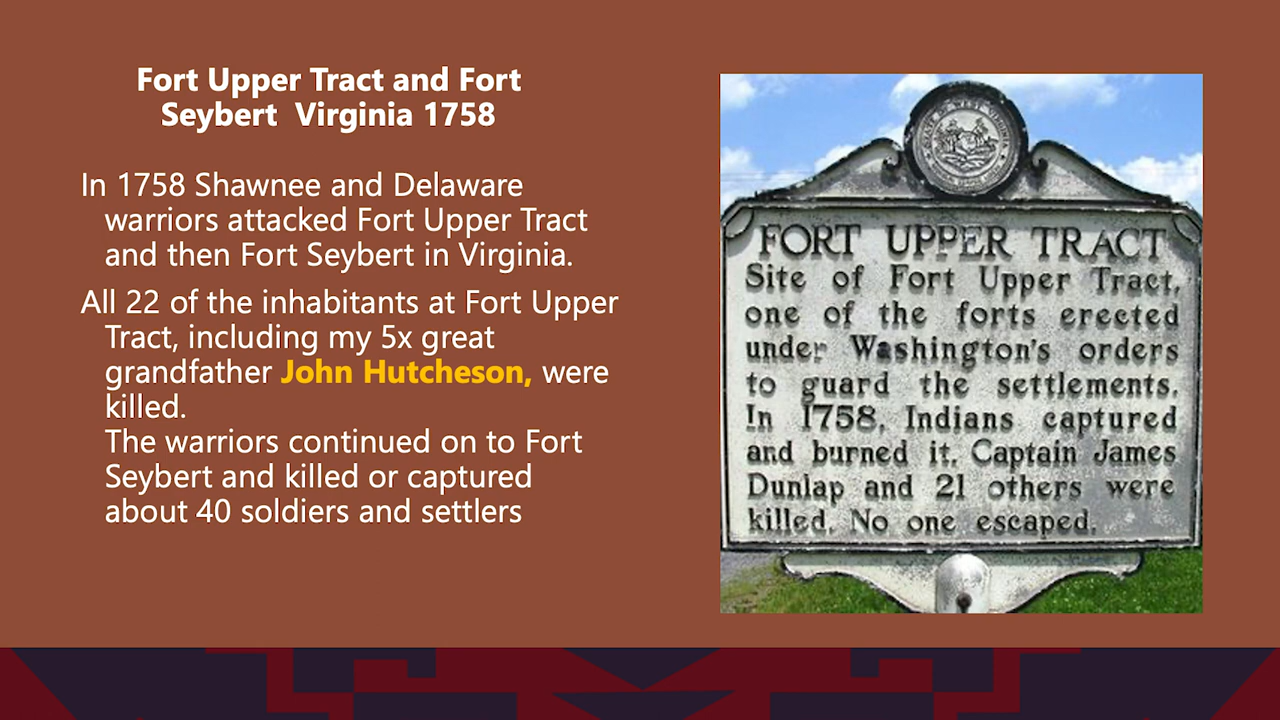 Fort Upper Tract and Fort
Seybert Virginia 1758
In 1758 Shawnee and Delaware
warriors attacked Fort Upper Tract
and then Fort Seybert in Virginia.
All 22 of the inhabitants at Fort Upper
Tract, including my 5x great
grandfather John Hutcheson, were
killed.
The warriors continued on to Fort
Seybert and killed or captured
about 40 soldiers and settlers
FORT UPPER TRACT
Site of Fort Upper Tract,
one of the forts erected
under Washington's orders
to guard the settlements.
In 1758, Indians captured
and burned it. Captain James
Dunlap and 21 others were
killed. No one escaped.